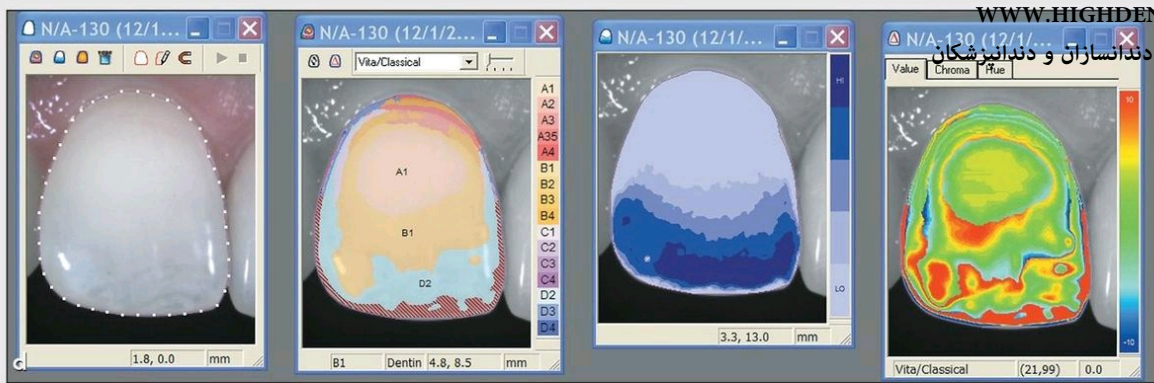 WWW.HIGHDEN
دندانسازان و دندانپزشکان
N/A-130 (12/1...
1.8, 0.0 mm
d
N/A-130 (12/1/2...
Vita/Classical
A1
A2
A3
A35
A4
B1
B2
B3
B4
C1
C2
C3
C4
D2
D3
D4
A1
B1
D2
B1 Dentin 4.8, 8.5 mm
N/A-130 (12/1/...
HI
LO
3.3, 13.0 mm
N/A-130 (12/1/...
Value Chroma Hue
10
-10
Vita/Classical (21,99) 0.0